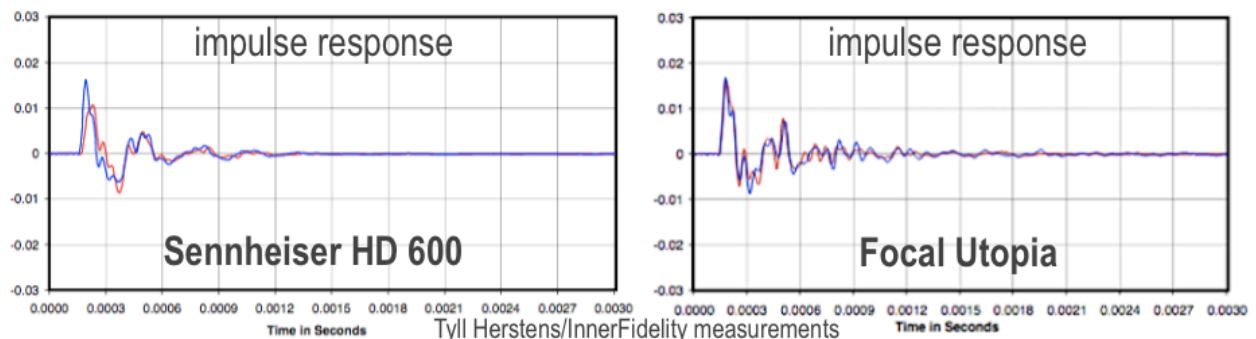 impulse response
0.03
0.02
0.01
0
-0.01
-0.02
-0.03
Sennheiser HD 600
0.0000 0.0003 0.0006 0.0009 0.0012 0.0015 0.0018 0.0021 0.0024 0.0027 0.0030
Time in Seconds
impulse response
0.03
0.02
0.01
0
-0.01
-0.02
-0.03
Focal Utopia
0.0000 0.0003 0.0006 0.0009 0.0012 0.0015 0.0018 0.0021 0.0024 0.0027 0.0030
Time in Seconds
Tyll Herstens/InnerFidelity measurements